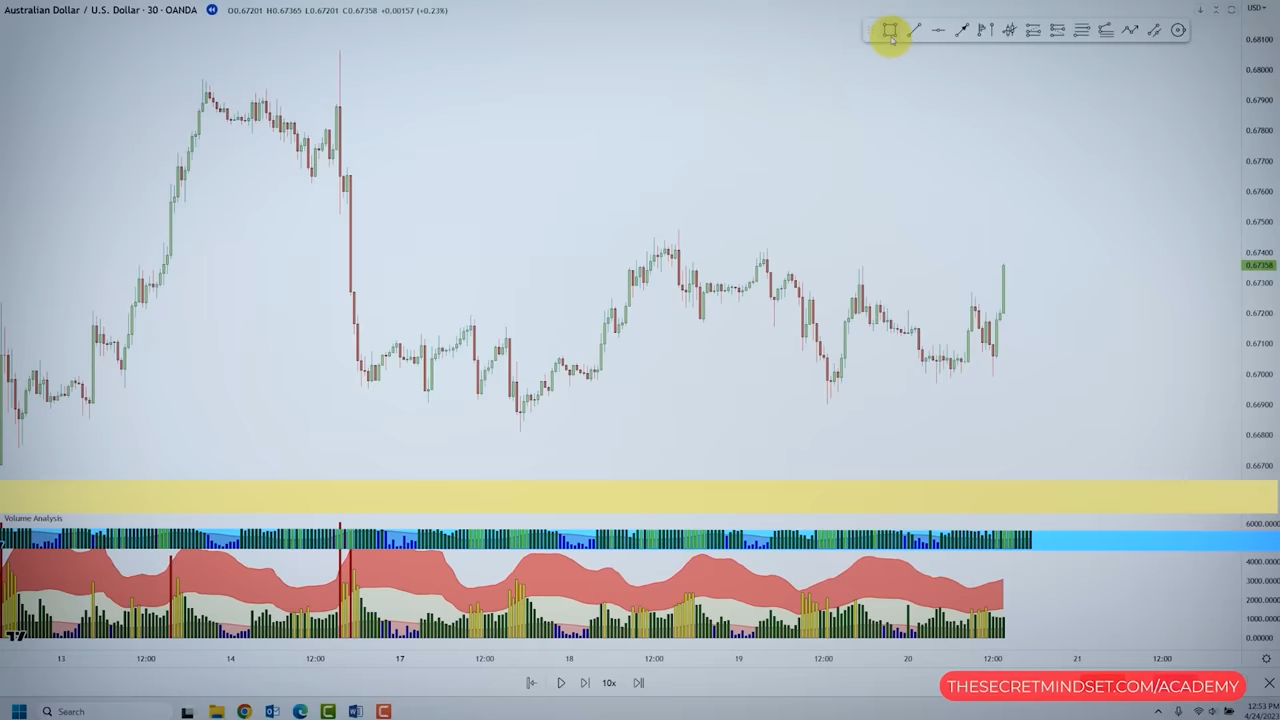 Australian Dollar / U.S. Dollar · 30 · OANDA O0.67201 H0.67365 L0.67201 C0.67358 +0.00157 (+0.23%)
USD
0.68100
0.68000
0.67900
0.67800
0.67700
0.67600
0.67500
0.67400
0.67358
0.67300
0.67200
0.67100
0.67000
0.66900
0.66800
0.66700
Volume Analysis
6000.0000
4000.0000
3000.0000
2000.0000
1000.0000
0.00000
13 12:00 14 12:00 17 12:00 18 12:00 19 12:00 20 12:00 21 12:00
10x
THESECRETMINDSET.COM/ACADEMY
Search
12:53 PM
4/24/2023